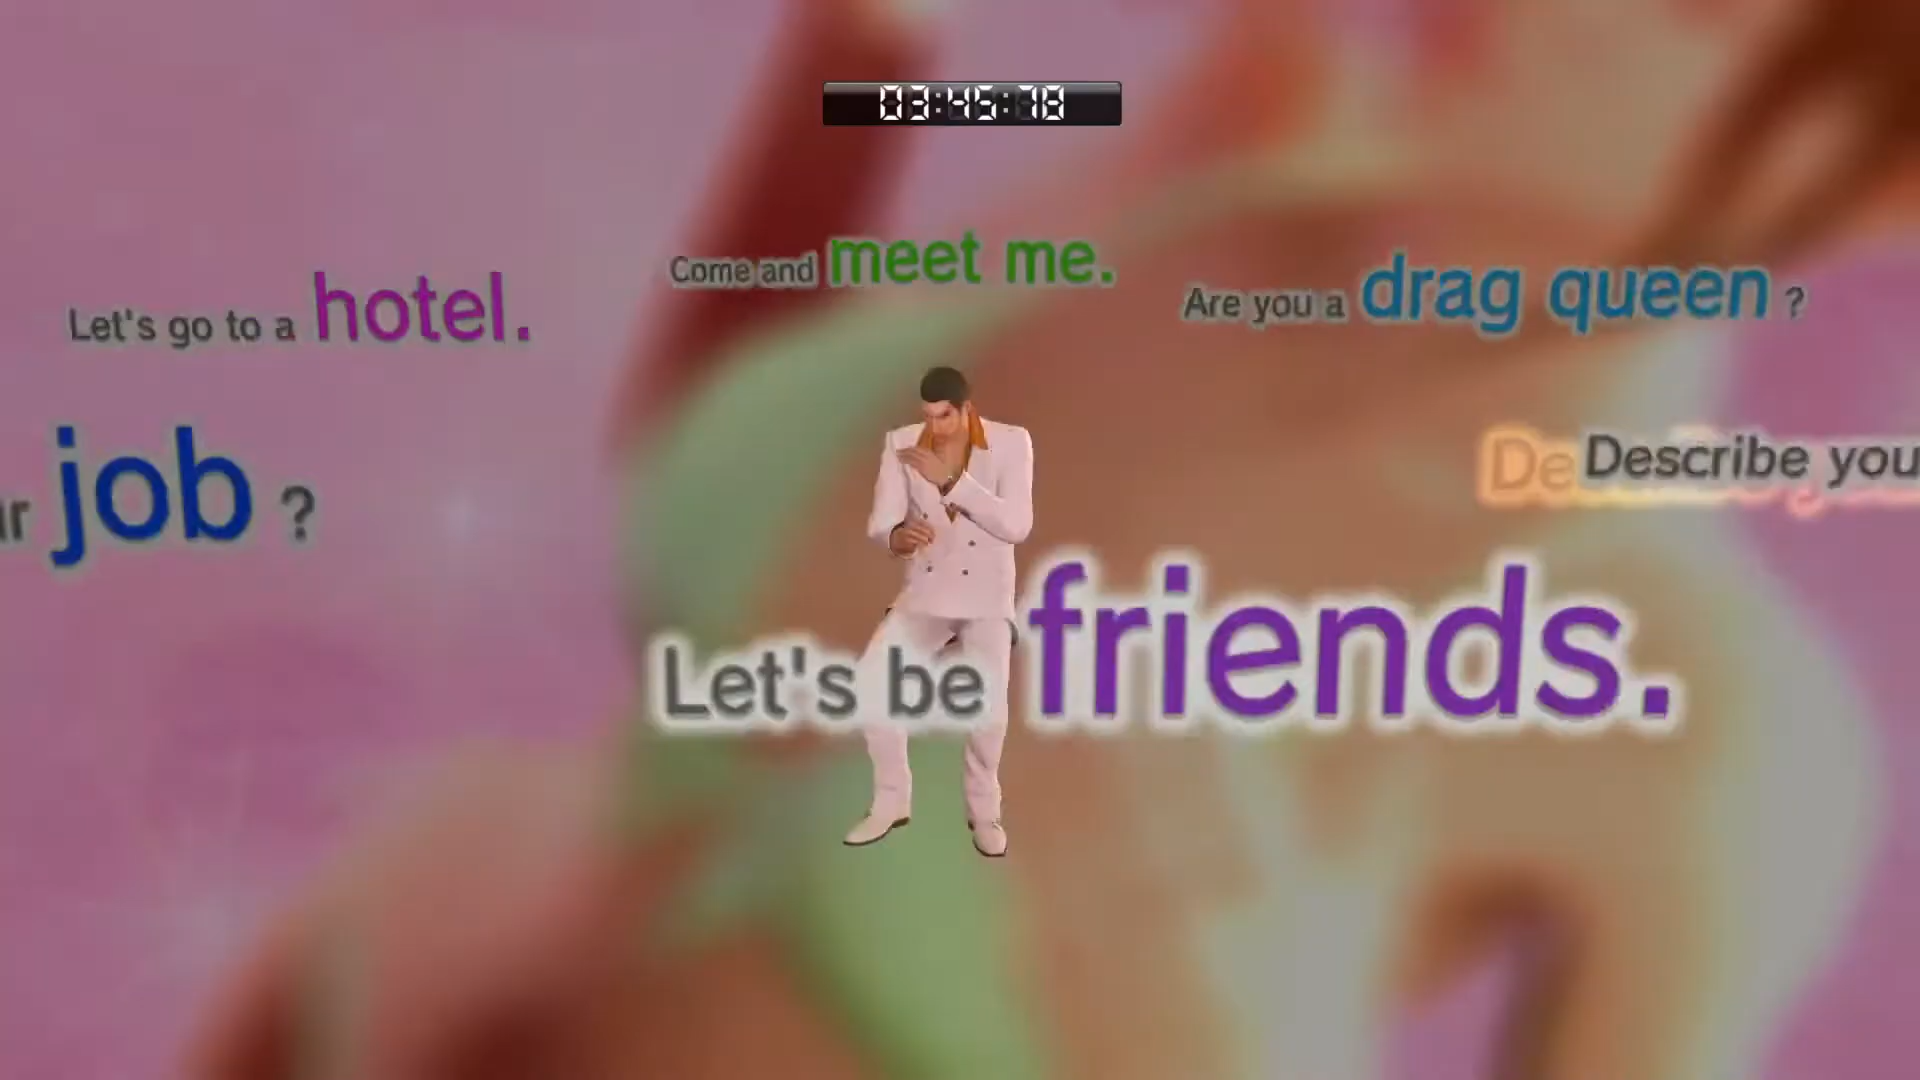 03:45:78
Come and meet me.
Let's go to a hotel.
Are you a drag queen ?
job ?
Describe
Let's be friends.